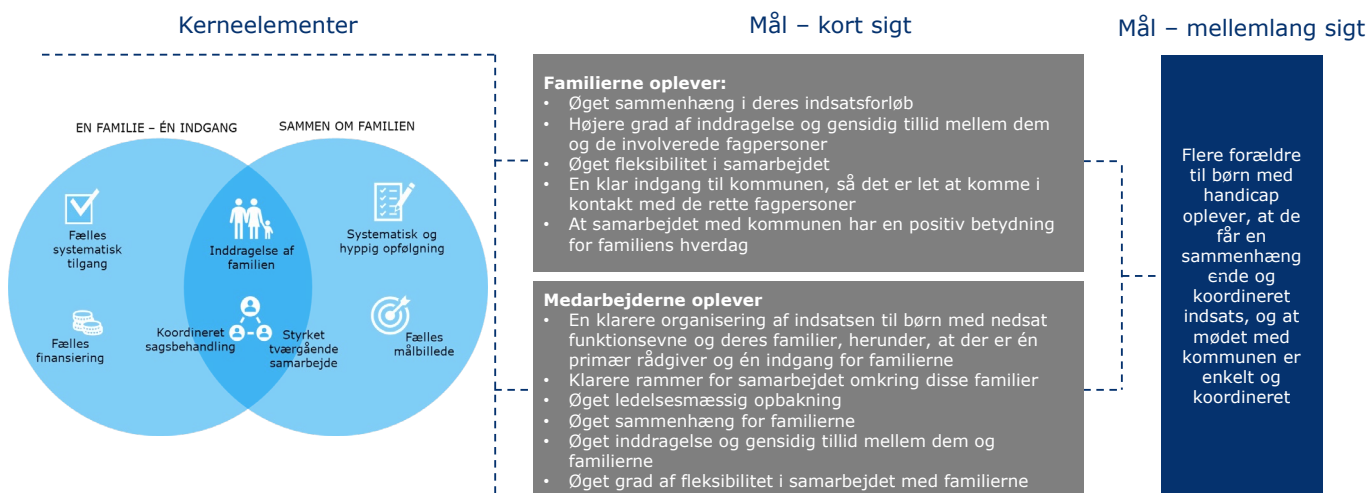 Kerneelementer
Mål – kort sigt
Mål – mellemlang sigt
EN FAMILIE – ÉN INDGANG
SAMMEN OM FAMILIEN
Fælles
systematisk
tilgang
Inddragelse af
familien
Systematisk og
hyppig opfølgning
Fælles
finansiering
Koordineret
sagsbehandling
Styrket
tværgående
samarbejde
Fælles
målbillede
Familierne oplever:
• Øget sammenhæng i deres indsatsforløb
• Højere grad af inddragelse og gensidig tillid mellem dem
og de involverede fagpersoner
• Øget fleksibilitet i samarbejdet
• En klar indgang til kommunen, så det er let at komme i
kontakt med de rette fagpersoner
• At samarbejdet med kommunen har en positiv betydning
for familiens hverdag
Medarbejderne oplever
• En klarere organisering af indsatsen til børn med nedsat
funktionsevne og deres familier, herunder, at der er én
primær rådgiver og én indgang for familierne
• Klarere rammer for samarbejdet omkring disse familier
• Øget ledelsesmæssig opbakning
• Øget sammenhæng for familierne
• Øget inddragelse og gensidig tillid mellem dem og
familierne
• Øget grad af fleksibilitet i samarbejdet med familierne
Flere forældre
til børn med
handicap
oplever, at de
får en
sammenhæng
ende og
koordineret
indsats, og at
mødet med
kommunen er
enkelt og
koordineret